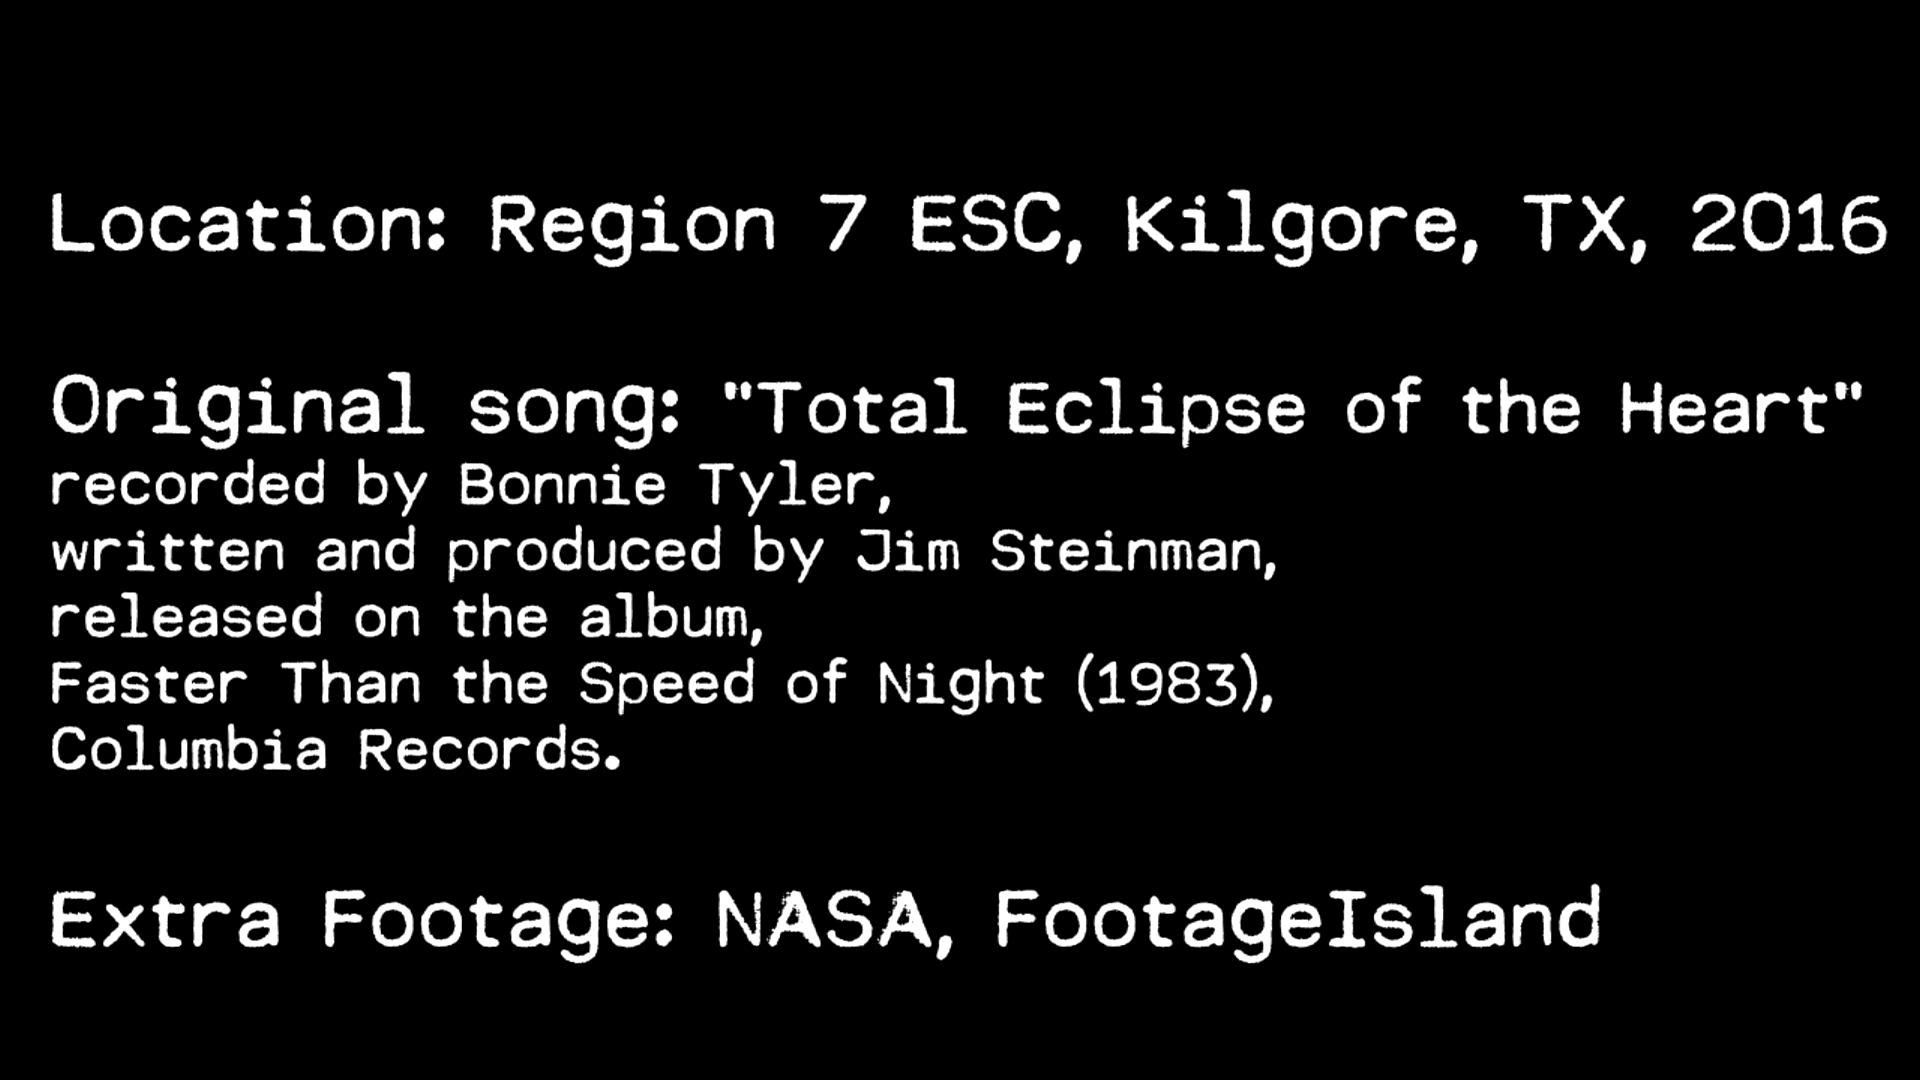 Location: Region 7 ESC, Kilgore, TX, 2016
Original song: "Total Eclipse of the Heart"
recorded by Bonnie Tyler,
written and produced by Jim Steinman,
released on the album,
Faster Than the Speed of Night (1983),
Columbia Records.
Extra Footage: NASA, FootageIsland